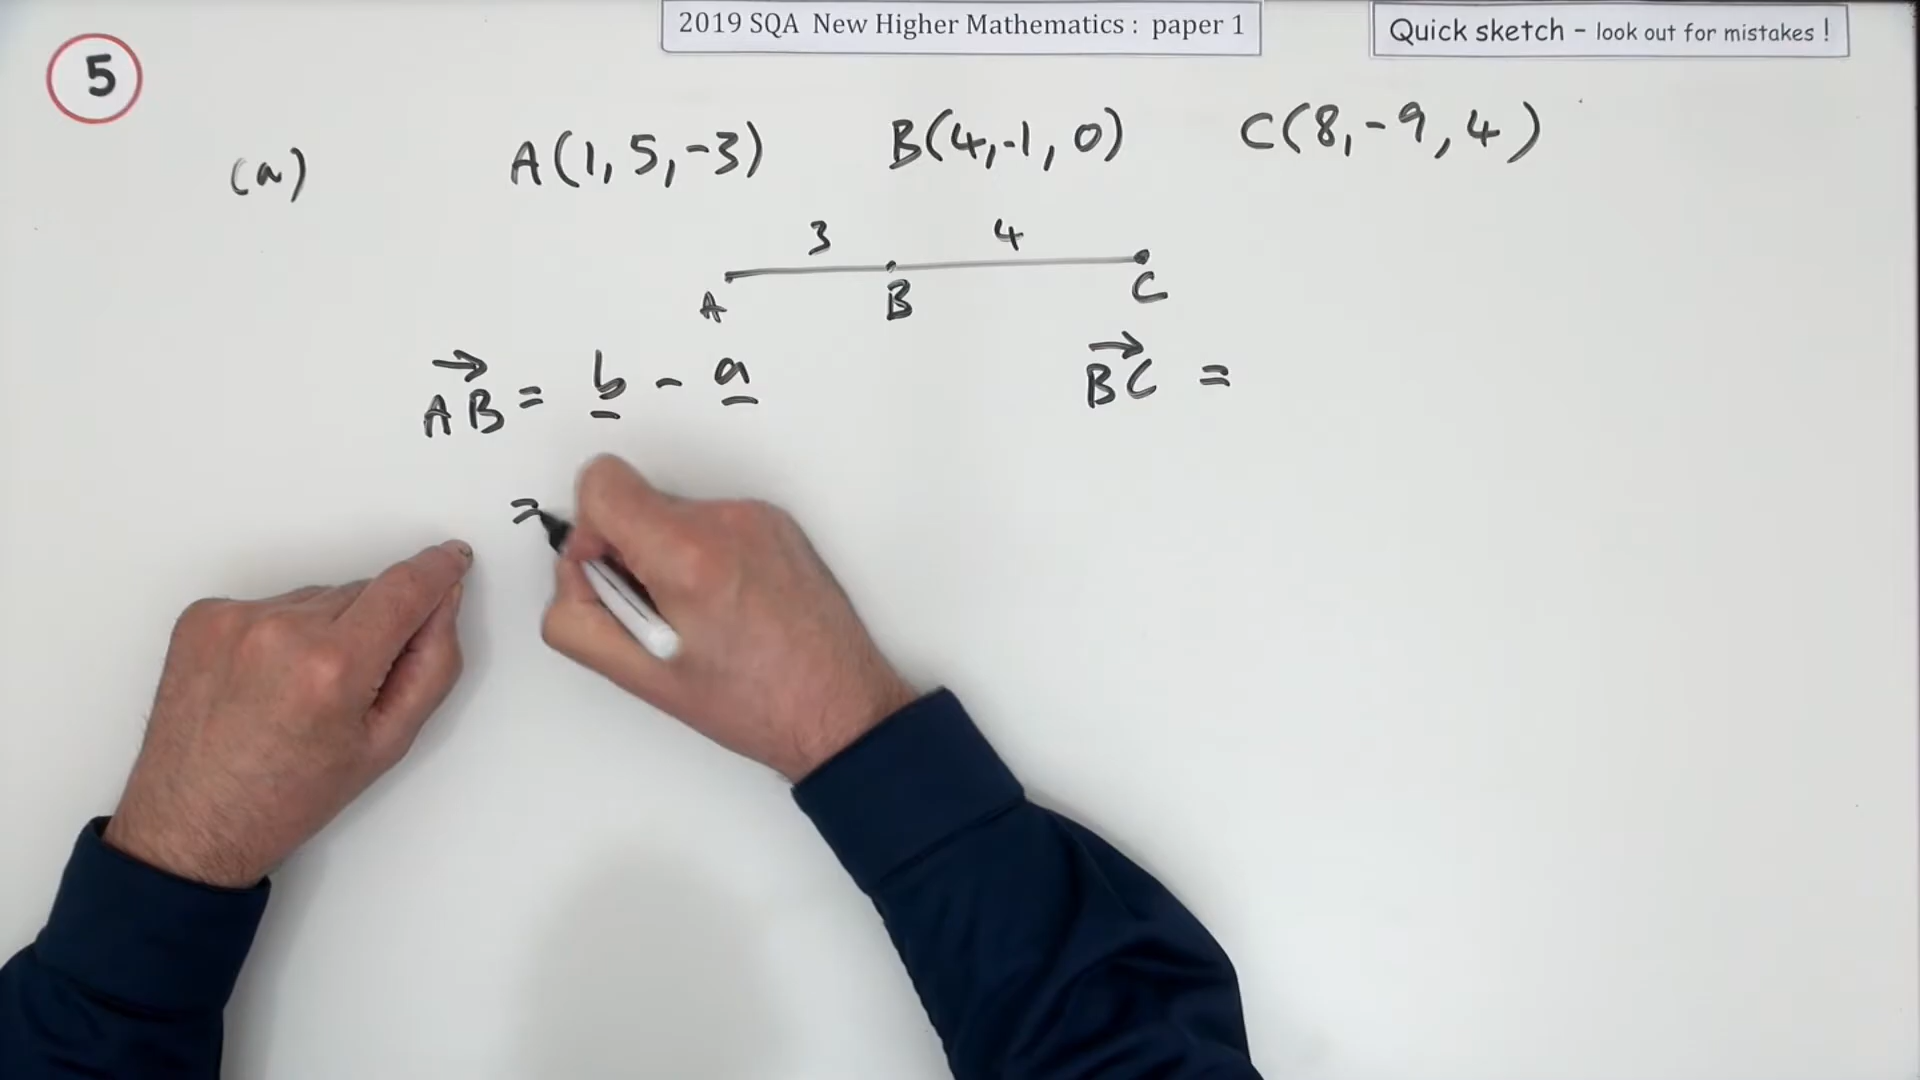 2019 SQA New Higher Mathematics : paper 1
Quick sketch – look out for mistakes !
5
(a) A(1, 5, -3) B(4, -1, 0) C(8, -9, 4)
3 4
A B C
→ →
AB = b - a BC =
=